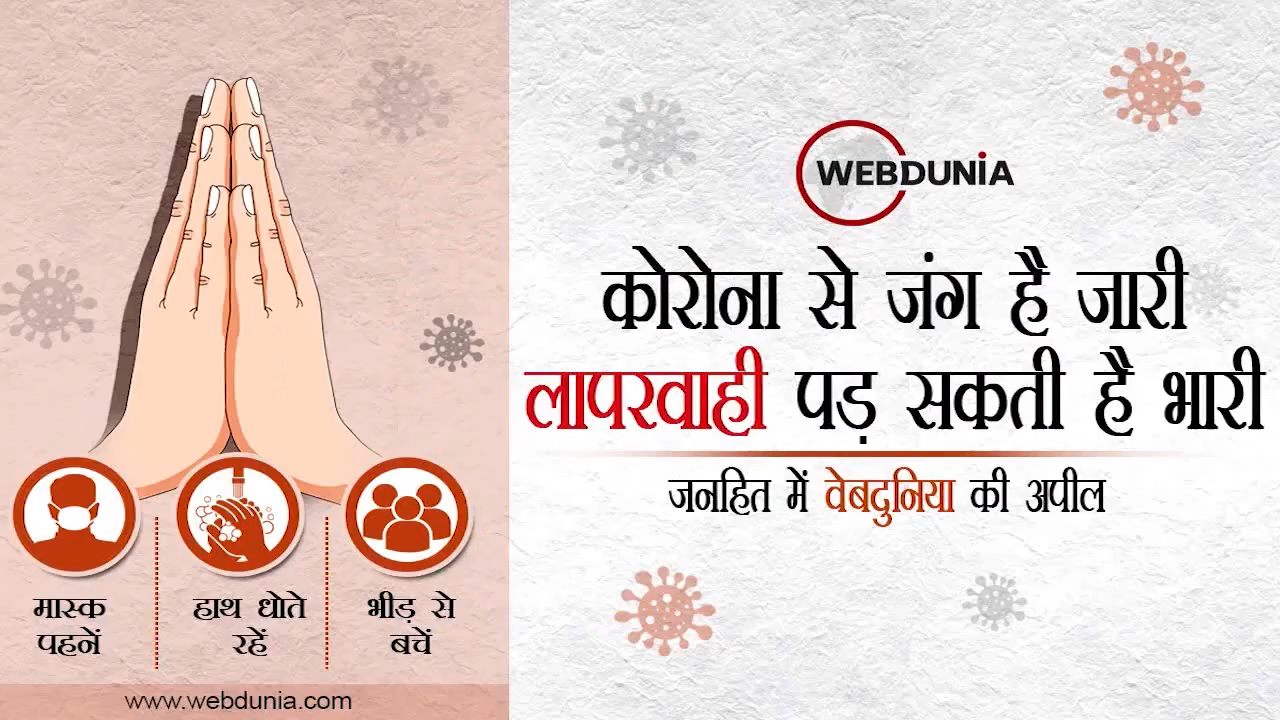 WEBDUNIA
कोरोना से जंग है जारी
लापरवाही पड़ सकती है भारी
जनहित में वेबदुनिया की अपील
मास्क
पहनें
हाथ धोते
रहें
भीड़ से
बचें
www.webdunia.com